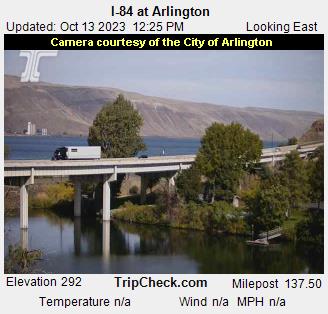 I-84 at Arlington
Updated: Oct 13 2023 12:25 PM Looking East
Camera courtesy of the City of Arlington
Elevation 292 TripCheck.com Milepost 137.50
Temperature n/a Wind n/a MPH n/a